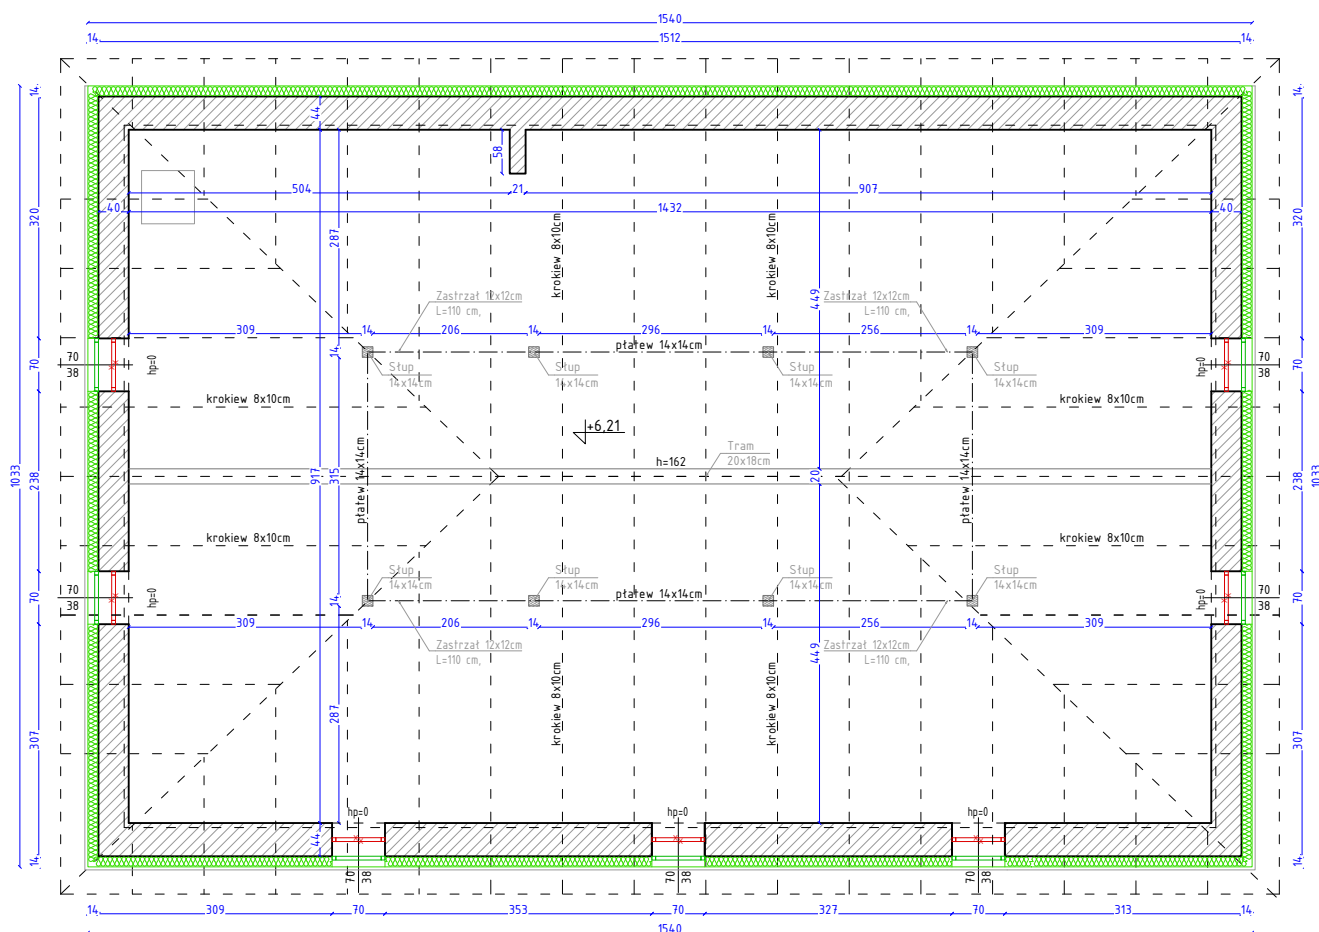 1540
14 1512 14
14
14
44
58
504 21 907
40 1432 40
320
320
287
krokiew 8x10cm
krokiew 8x10cm
449
Zastrzał 12x12cm
L=110 cm,
Zastrzał 12x12cm
L=110 cm,
309 14 206 14 296 14 256 14 309
płatew 14x14cm
14
Słup
14x14cm
Słup
14x14cm
Słup
14x14cm
Słup
14x14cm
70
38
hp=0
70
70
38
hp=0
70
krokiew 8x10cm
krokiew 8x10cm
+6,21
Tram
20x18cm
h=162
1033
238
917
315
płatew 14x14cm
20
płatew 14x14cm
238
1033
krokiew 8x10cm
krokiew 8x10cm
Słup
14x14cm
Słup
14x14cm
Słup
14x14cm
Słup
14x14cm
70
70
38
hp=0
14
płatew 14x14cm
hp=0
70
38
70
309 14 206 14 296 14 256 14 309
Zastrzał 12x12cm
L=110 cm,
Zastrzał 12x12cm
L=110 cm,
449
krokiew 8x10cm
krokiew 8x10cm
287
307
307
hp=0
hp=0
hp=0
44
14
14
70
38
70
38
70
38
14 309 70 353 70 327 70 313 14
1540